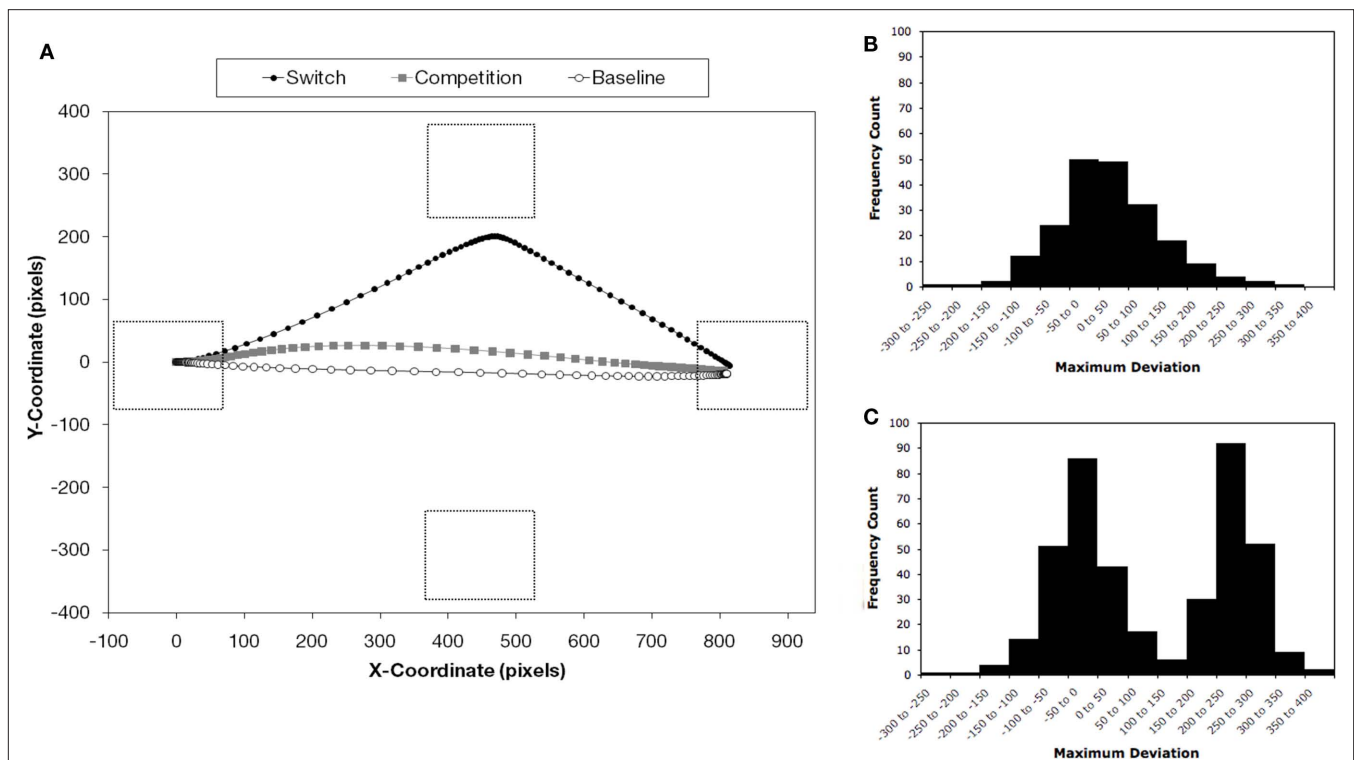 A
Switch Competition Baseline
400
300
200
100
0
-100
-200
-300
-400
Y-Coordinate (pixels)
-100 0 100 200 300 400 500 600 700 800 900
X-Coordinate (pixels)
B
100
90
80
70
60
50
40
30
20
10
0
Frequency Count
-300 to -250
-250 to -200
-200 to -150
-150 to -100
-100 to -50
-50 to 0
0 to 50
50 to 100
100 to 150
150 to 200
200 to 250
250 to 300
300 to 350
350 to 400
Maximum Deviation
C
100
90
80
70
60
50
40
30
20
10
0
Frequency Count
-300 to -250
-250 to -200
-200 to -150
-150 to -100
-100 to -50
-50 to 0
0 to 50
50 to 100
100 to 150
150 to 200
200 to 250
250 to 300
300 to 350
350 to 400
Maximum Deviation